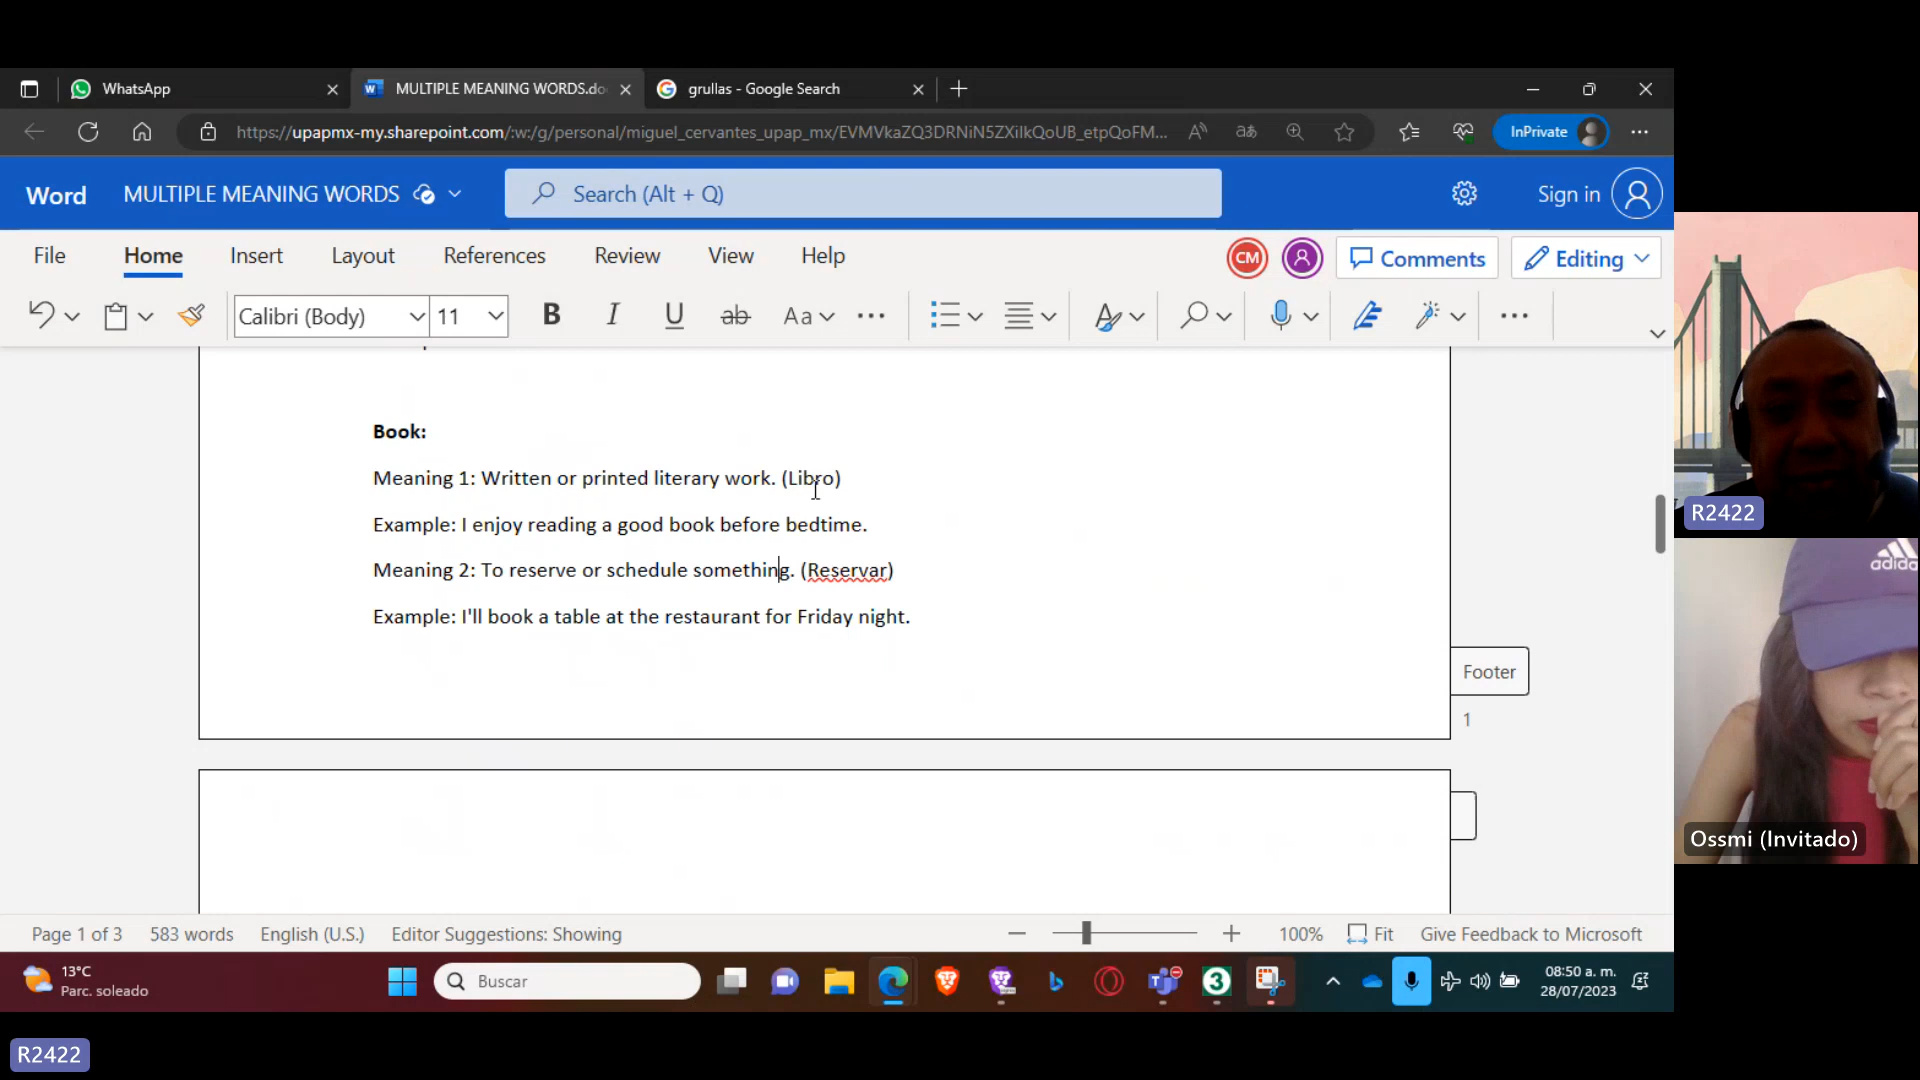 WhatsApp
MULTIPLE MEANING WORDS.do
grullas - Google Search
https://upapmx-my.sharepoint.com/:w:/g/personal/miguel_cervantes_upap_mx/EVMVkaZQ3DRNiN5ZXiIkQoUB_etpQoFM...
InPrivate
Word
MULTIPLE MEANING WORDS
Search (Alt + Q)
Sign in
File Home Insert Layout References Review View Help
CM
Comments
Editing
Calibri (Body) 11 B I U ab Aa
Book:
Meaning 1: Written or printed literary work. (Libro)
Example: I enjoy reading a good book before bedtime.
Meaning 2: To reserve or schedule something. (Reservar)
Example: I'll book a table at the restaurant for Friday night.
Footer
1
Page 1 of 3 583 words English (U.S.) Editor Suggestions: Showing 100% Fit Give Feedback to Microsoft
13°C
Parc. soleado
Buscar
08:50 a. m.
28/07/2023
R2422
adidas
Ossmi (Invitado)
R2422